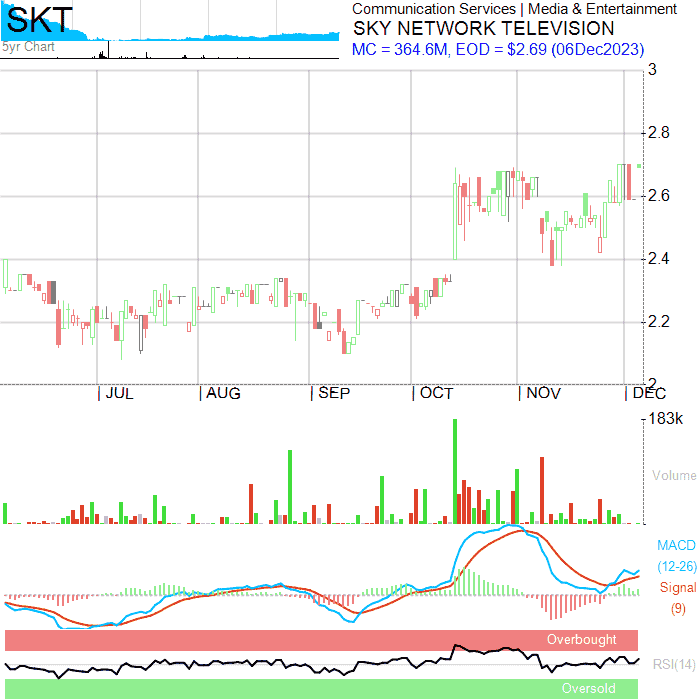 SKT
5yr Chart
Communication Services | Media & Entertainment
SKY NETWORK TELEVISION
MC = 364.6M, EOD = $2.69 (06Dec2023)
3
2.8
2.6
2.4
2.2
2
JUL AUG SEP OCT NOV DEC
183k
Volume
MACD
(12-26)
Signal
(9)
Overbought
RSI(14)
Oversold